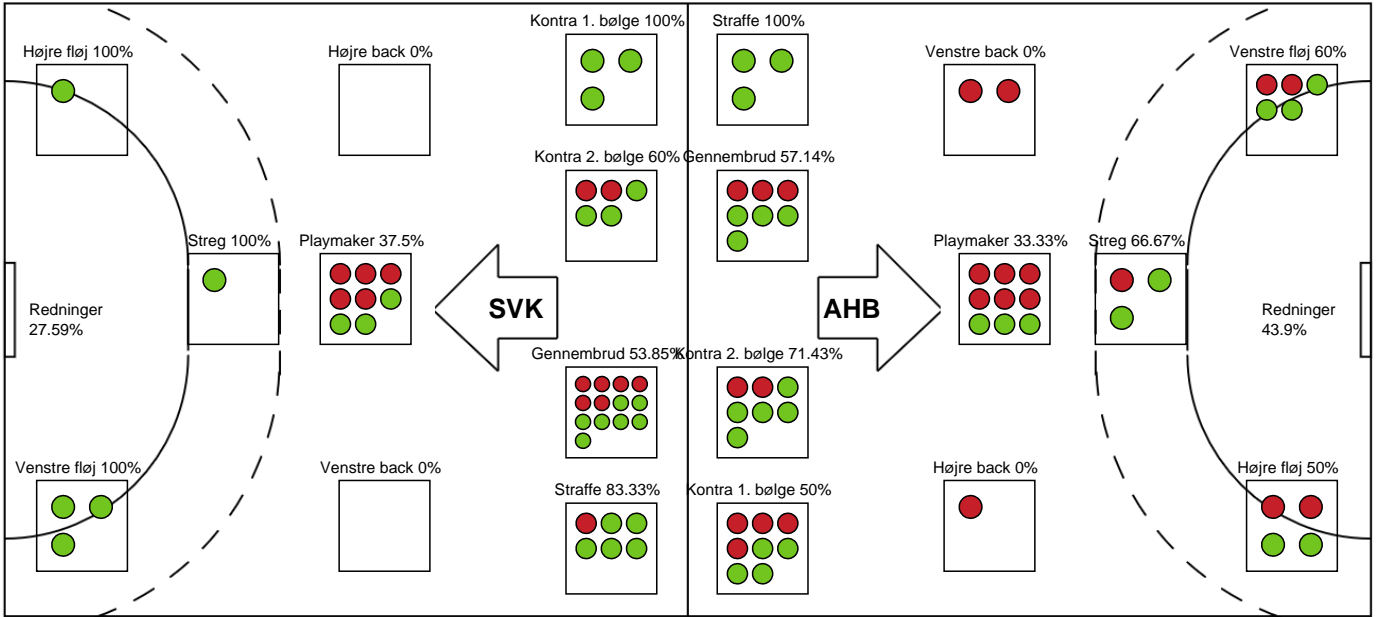 Kontra 1. bølge 100%
Straffe 100%
Højre fløj 100%
Højre back 0%
Venstre back 0%
Venstre fløj 60%
Kontra 2. bølge 60%
Gennembrud 57.14%
Streg 100%
Playmaker 37.5%
Playmaker 33.33%
Streg 66.67%
Redninger
27.59%
SVK
AHB
Redninger
43.9%
Gennembrud 53.85%
Kontra 2. bølge 71.43%
Venstre fløj 100%
Venstre back 0%
Højre back 0%
Højre fløj 50%
Straffe 83.33%
Kontra 1. bølge 50%